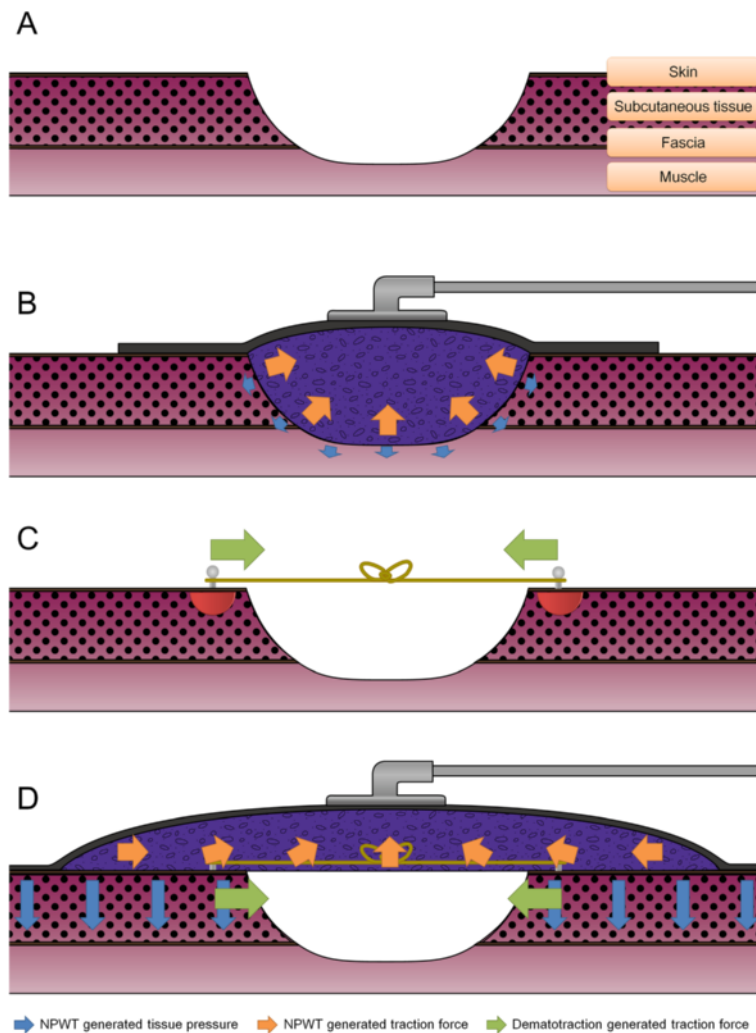 A
Skin
Subcutaneous tissue
Fascia
Muscle
B
C
D
NPWT generated tissue pressure NPWT generated traction force Dematotraction generated traction force